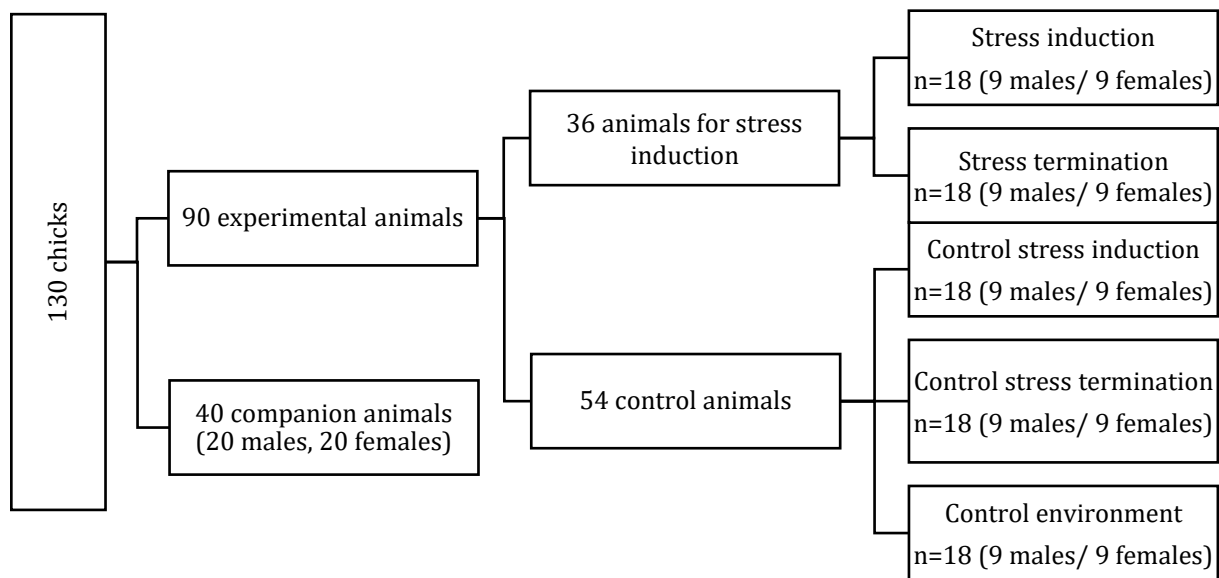 130 chicks
90 experimental animals
40 companion animals
(20 males, 20 females)
36 animals for stress
induction
54 control animals
Stress induction
n=18 (9 males/ 9 females)
Stress termination
n=18 (9 males/ 9 females)
Control stress induction
n=18 (9 males/ 9 females)
Control stress termination
n=18 (9 males/ 9 females)
Control environment
n=18 (9 males/ 9 females)